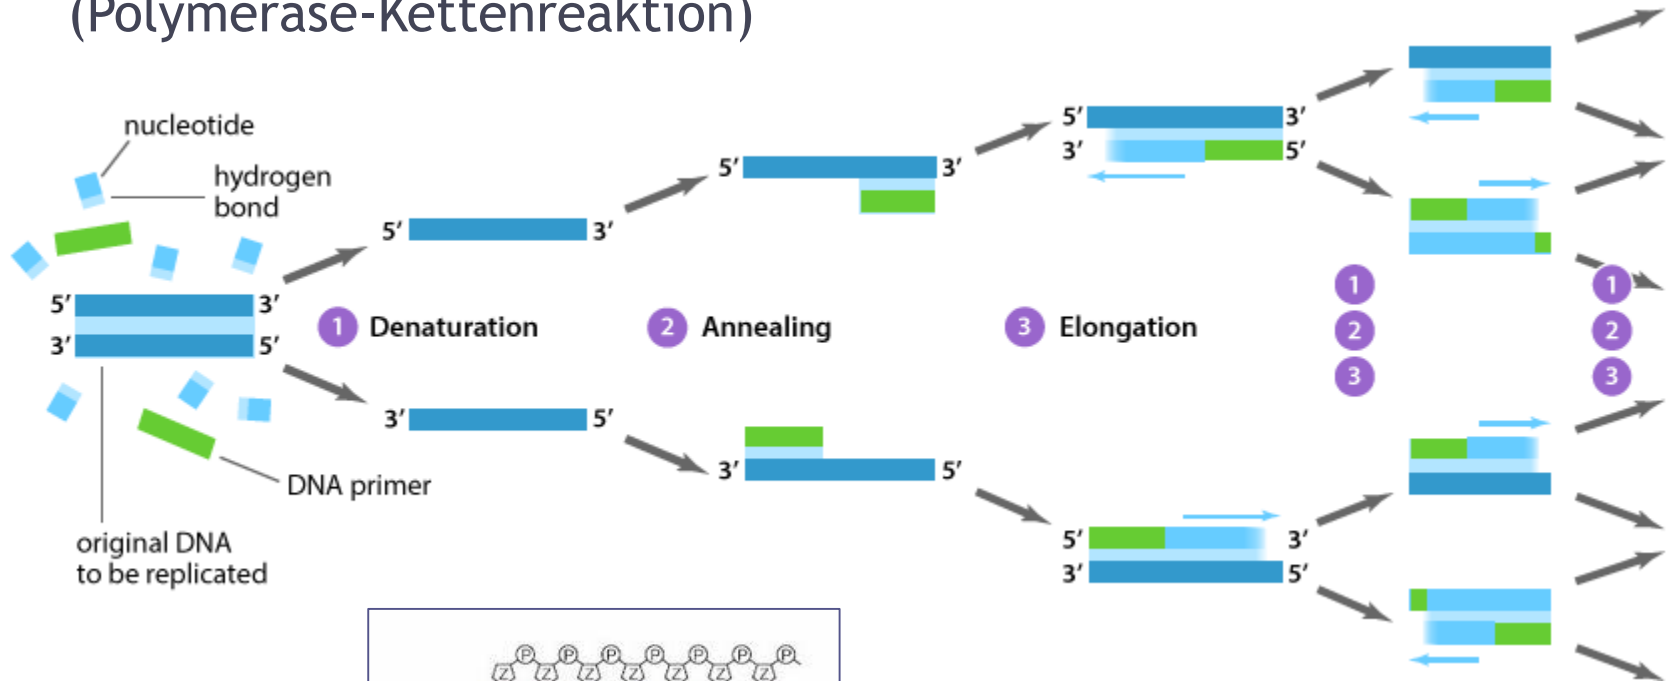 (Polymerase-Kettenreaktion)
nucleotide
hydrogen
bond
5’ 3’
3’ 5’
original DNA
to be replicated
DNA primer
5’ 3’
1 Denaturation
3’ 5’
5’ 3’
2 Annealing
3’ 5’
5’ 3’
3’ 5’
3 Elongation
5’ 3’
3’ 5’
1
2
3
1
2
3
P P P P P P P
Z Z Z Z Z Z Z